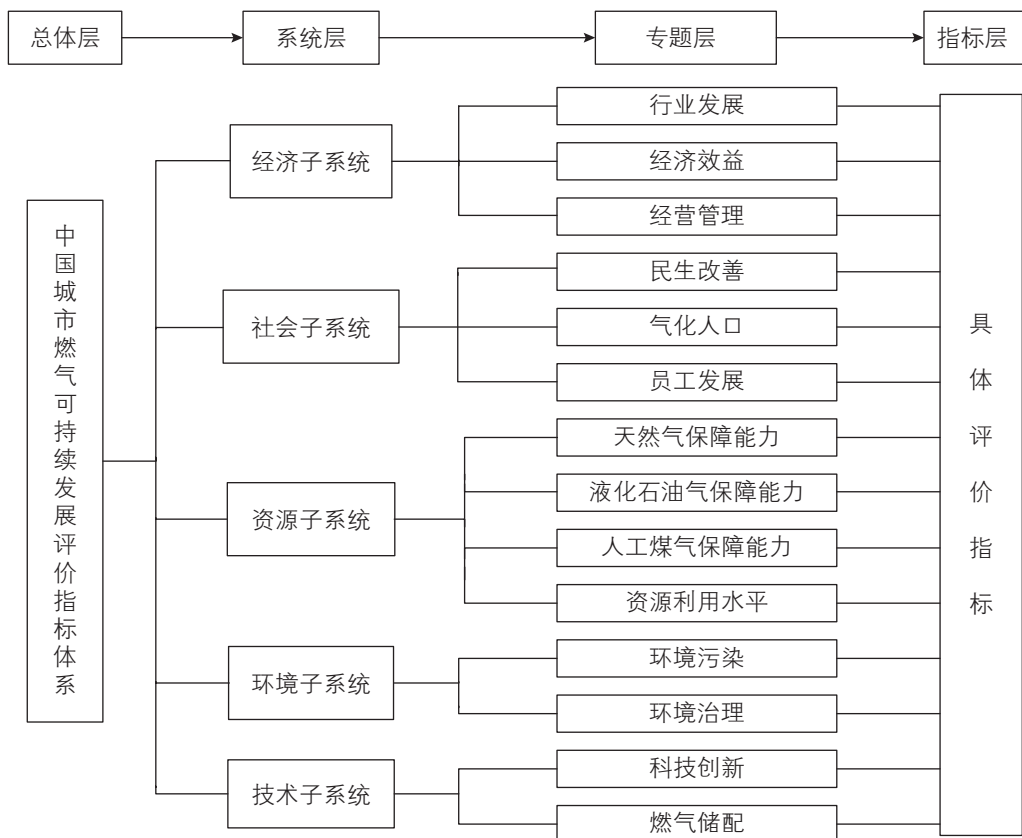 总体层
系统层
专题层
指标层
中国城市燃气可持续发展评价指标体系
经济子系统
行业发展
经济效益
经营管理
社会子系统
民生改善
气化人口
员工发展
资源子系统
天然气保障能力
液化石油气保障能力
人工煤气保障能力
资源利用水平
环境子系统
环境污染
环境治理
技术子系统
科技创新
燃气储配
具体评价指标